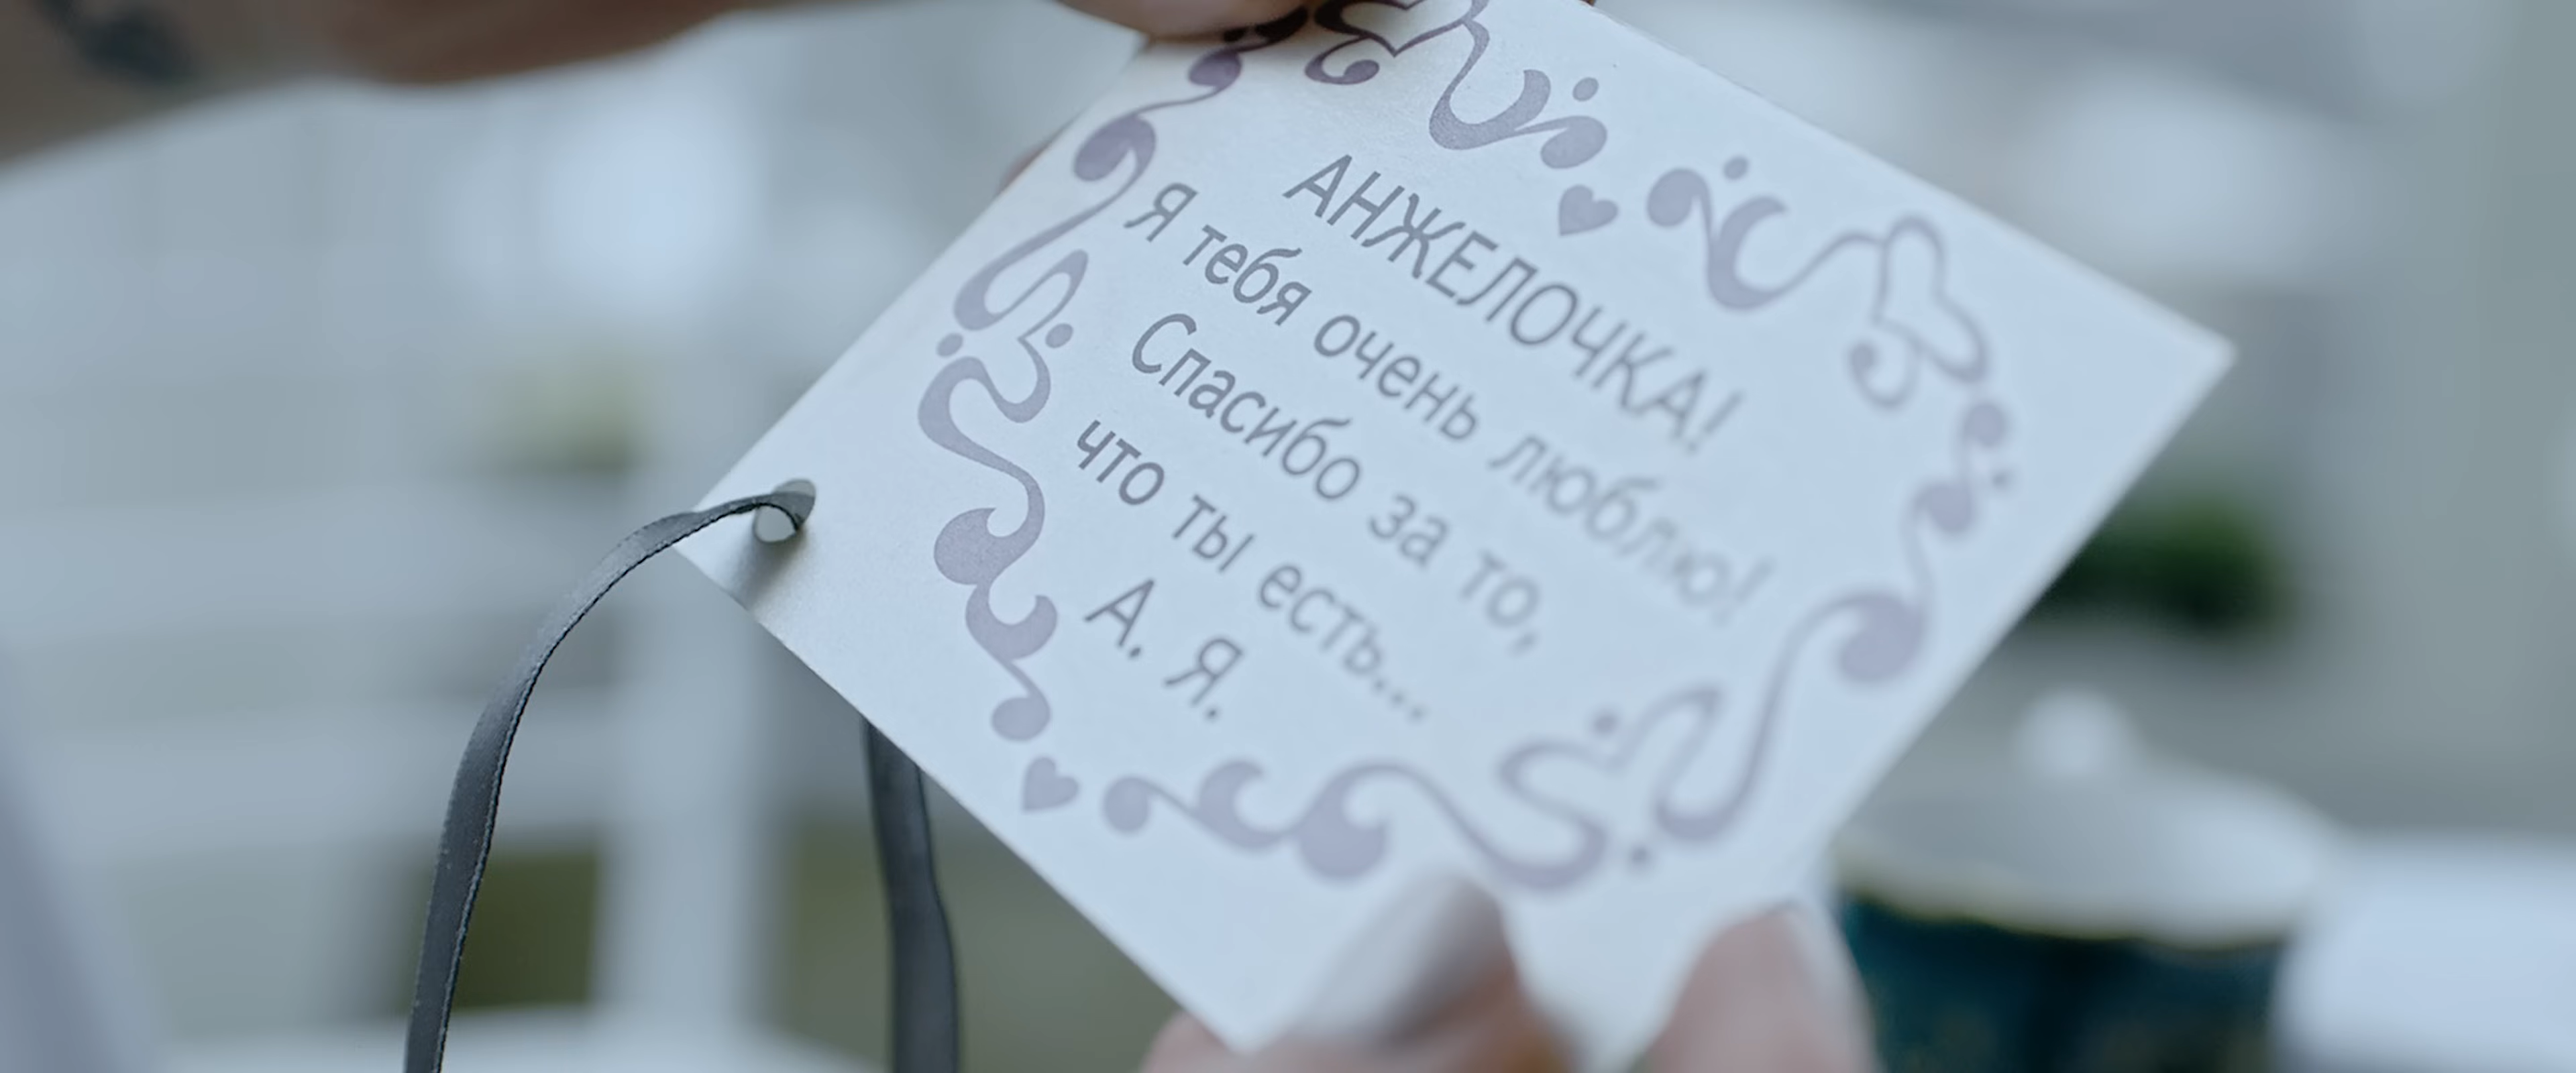 АНЖЕЛОЧКА!
Я тебя очень люблю!
Спасибо за то,
что ты есть...
А. Я.